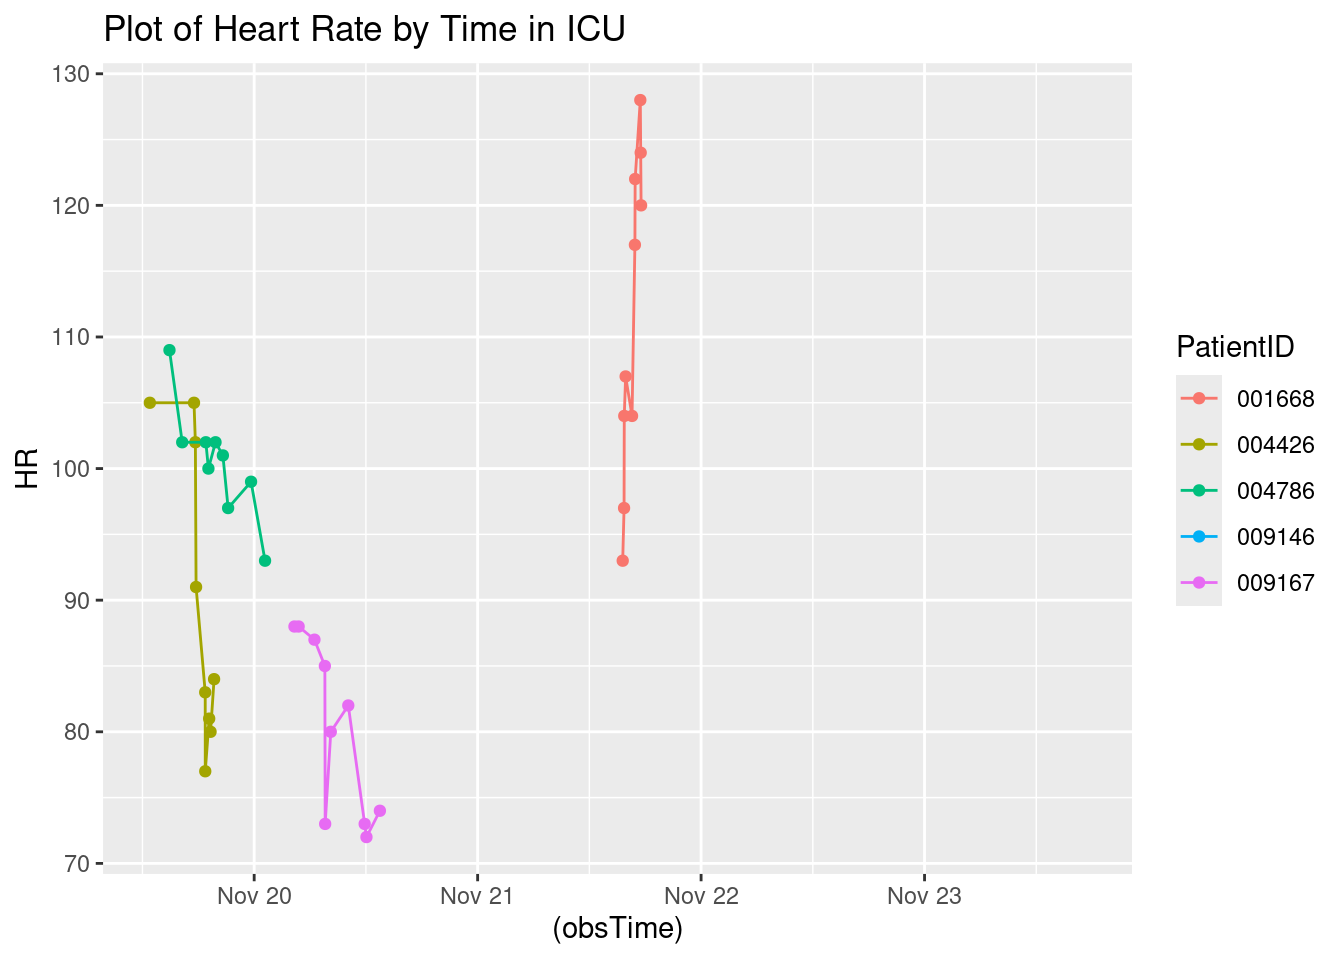 Plot of Heart Rate by Time in ICU
130
120
110
100
90
80
70
HR
Nov 20
Nov 21
Nov 22
Nov 23
(obsTime)
PatientID
001668
004426
004786
009146
009167